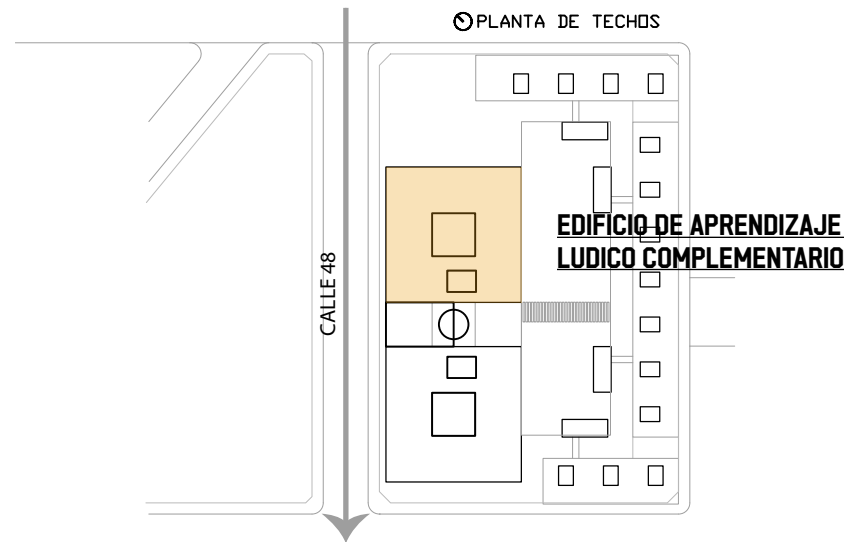 PLANTA DE TECHOS
EDIFICIO DE APRENDIZAJE
LUDICO COMPLEMENTARIO
CALLE 48